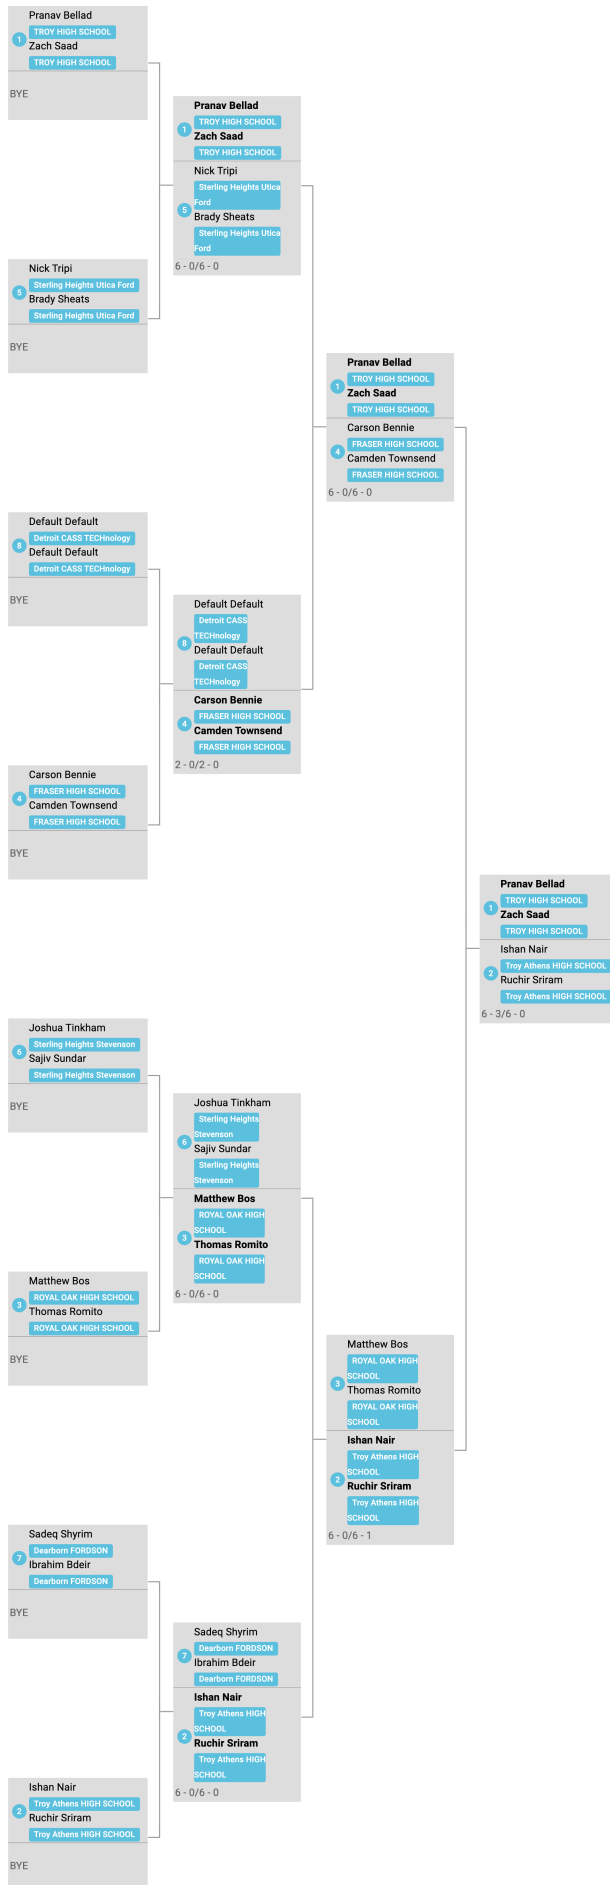 Pranav Bellad
1
TROY HIGH SCHOOL
Zach Saad
TROY HIGH SCHOOL
BYE
Pranav Bellad
1
TROY HIGH SCHOOL
Zach Saad
TROY HIGH SCHOOL
Nick Tripi
Sterling Heights Utica
Ford
5
Brady Sheats
Sterling Heights Utica
Ford
6 - 0/6 - 0
Nick Tripi
5
Sterling Heights Utica Ford
Brady Sheats
Sterling Heights Utica Ford
BYE
Pranav Bellad
1
TROY HIGH SCHOOL
Zach Saad
TROY HIGH SCHOOL
Carson Bennie
4
FRASER HIGH SCHOOL
Camden Townsend
FRASER HIGH SCHOOL
6 - 0/6 - 0
Default Default
8
Detroit CASS TECHnology
Default Default
Detroit CASS TECHnology
BYE
Default Default
Detroit CASS
TECHnology
8
Default Default
Detroit CASS
TECHnology
Carson Bennie
4
FRASER HIGH SCHOOL
Camden Townsend
FRASER HIGH SCHOOL
2 - 0/2 - 0
Carson Bennie
4
FRASER HIGH SCHOOL
Camden Townsend
FRASER HIGH SCHOOL
BYE
Pranav Bellad
1
TROY HIGH SCHOOL
Zach Saad
TROY HIGH SCHOOL
Ishan Nair
2
Troy Athens HIGH SCHOOL
Ruchir Sriram
Troy Athens HIGH SCHOOL
6 - 3/6 - 0
Joshua Tinkham
6
Sterling Heights Stevenson
Sajiv Sundar
Sterling Heights Stevenson
BYE
Joshua Tinkham
Sterling Heights
Stevenson
6
Sajiv Sundar
Sterling Heights
Stevenson
Matthew Bos
ROYAL OAK HIGH
SCHOOL
3
Thomas Romito
ROYAL OAK HIGH
SCHOOL
6 - 0/6 - 0
Matthew Bos
3
ROYAL OAK HIGH SCHOOL
Thomas Romito
ROYAL OAK HIGH SCHOOL
BYE
Matthew Bos
ROYAL OAK HIGH
SCHOOL
3
Thomas Romito
ROYAL OAK HIGH
SCHOOL
Ishan Nair
Troy Athens HIGH
SCHOOL
2
Ruchir Sriram
Troy Athens HIGH
SCHOOL
6 - 0/6 - 1
Sadeq Shyrim
7
Dearborn FORDSON
Ibrahim Bdeir
Dearborn FORDSON
BYE
Sadeq Shyrim
7
Dearborn FORDSON
Ibrahim Bdeir
Dearborn FORDSON
Ishan Nair
Troy Athens HIGH
SCHOOL
2
Ruchir Sriram
Troy Athens HIGH
SCHOOL
6 - 0/6 - 0
Ishan Nair
2
Troy Athens HIGH SCHOOL
Ruchir Sriram
Troy Athens HIGH SCHOOL
BYE